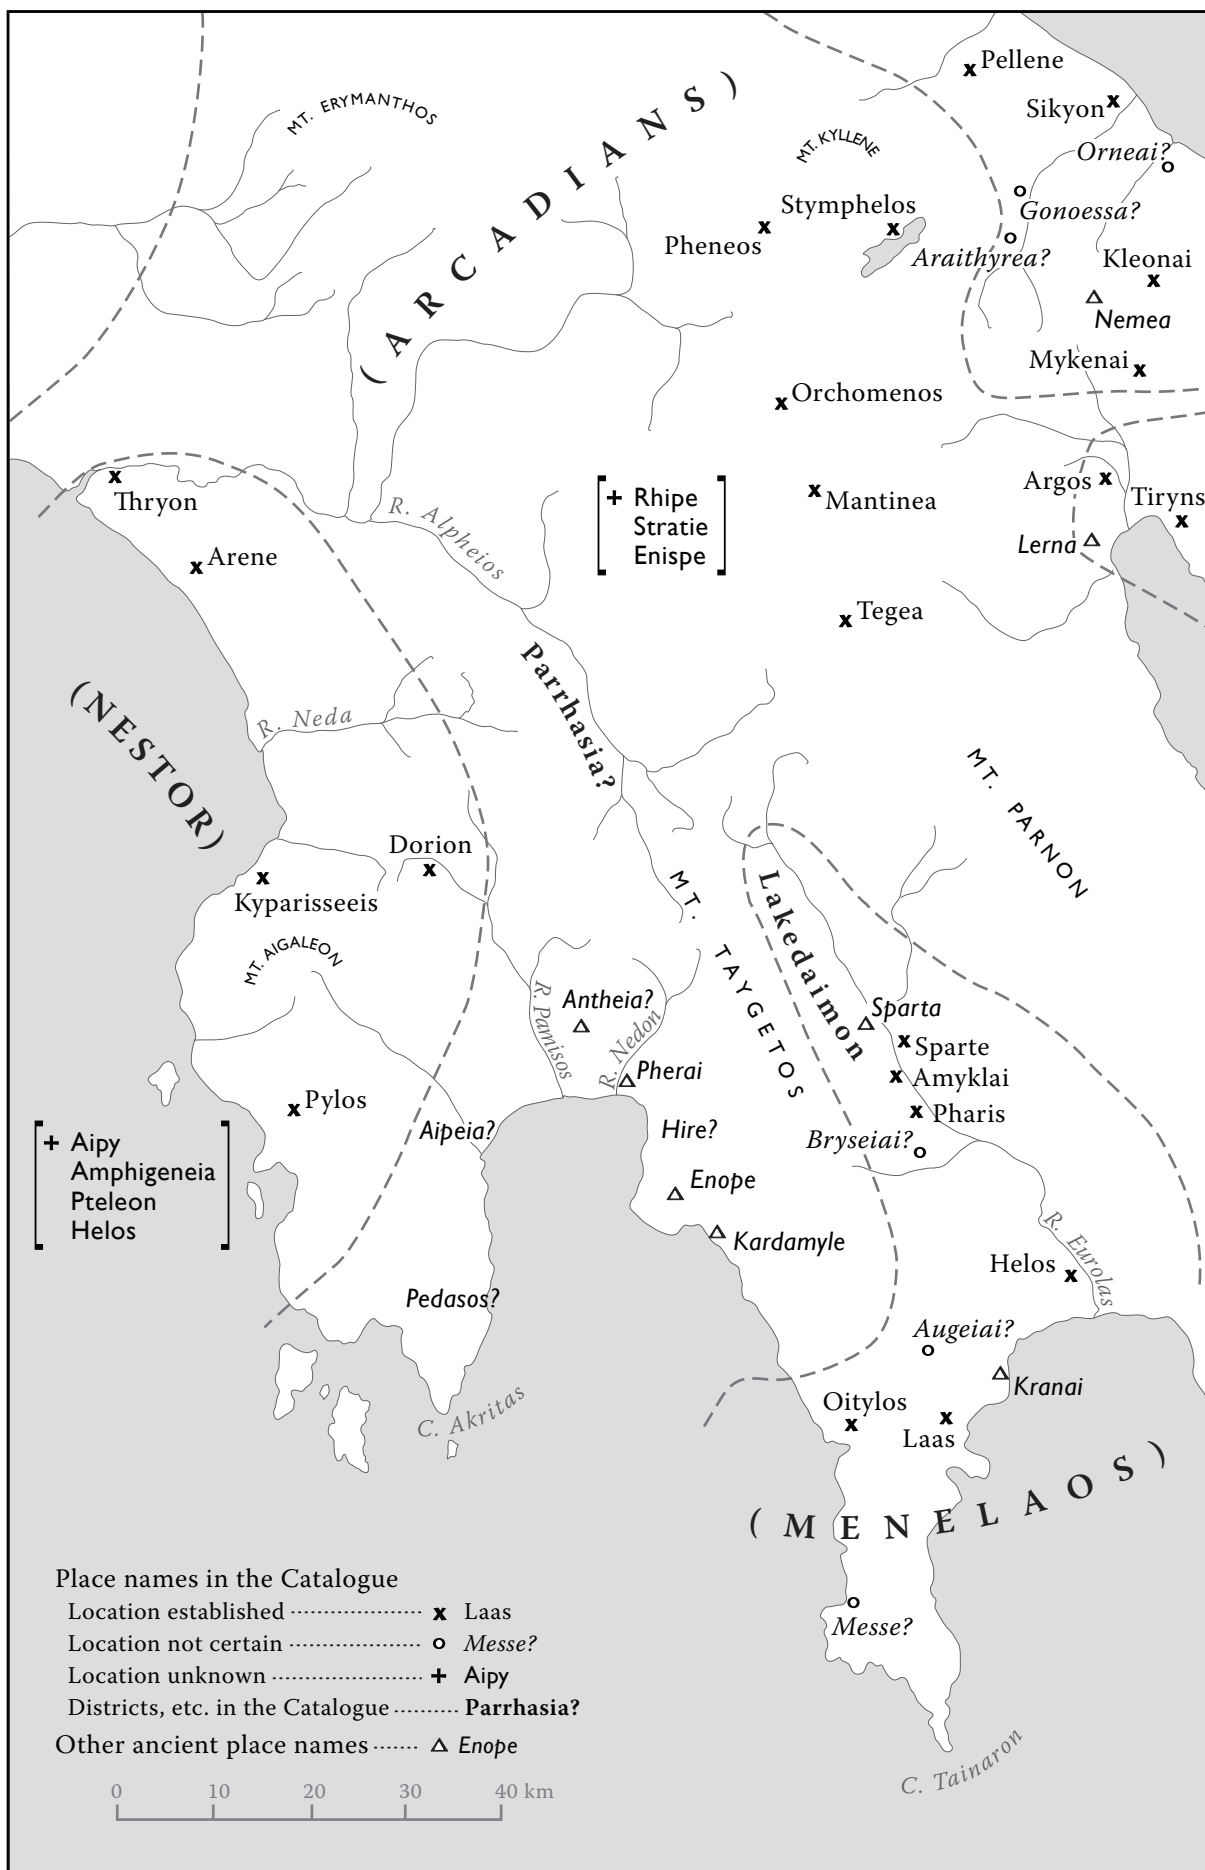 Pellene
Sikyon
MT. ERYMANTHOS
(ARCADIANS)
MT. KYLLENE
Orneai?
Gonoessa?
Stymphelos
Pheneos
Araithyrea?
Kleonai
Nemea
Mykenai
Orchomenos
Thryon
R. Alpheios
+ Rhipe
Stratie
Enispe
Mantinea
Argos
Tiryns
Lerna
Arene
Tegea
Parrhasia?
(NESTOR)
R. Neda
MT. PARNON
Dorion
Kyparisseeis
MT. TAYGETOS
Lakedaimon
MT. AIGALEON
R. Pamisos
Antheia?
R. Nedon
Sparta
Sparte
Pherai
Amyklai
Pylos
Pharis
+ Aipy
Amphigeneia
Pteleon
Helos
Aipeia?
Hire?
Bryseiai?
Enope
Kardamyle
R. Eurolas
Helos
Pedasos?
Augeiai?
Kranai
C. Akritas
Oitylos
Laas
(MENELAOS)
Messe?
C. Tainaron
Place names in the Catalogue
Location established ........................ x Laas
Location not certain ........................ o Messe?
Location unknown ........................... + Aipy
Districts, etc. in the Catalogue ........... Parrhasia?
Other ancient place names ....... △ Enope
0 10 20 30 40 km